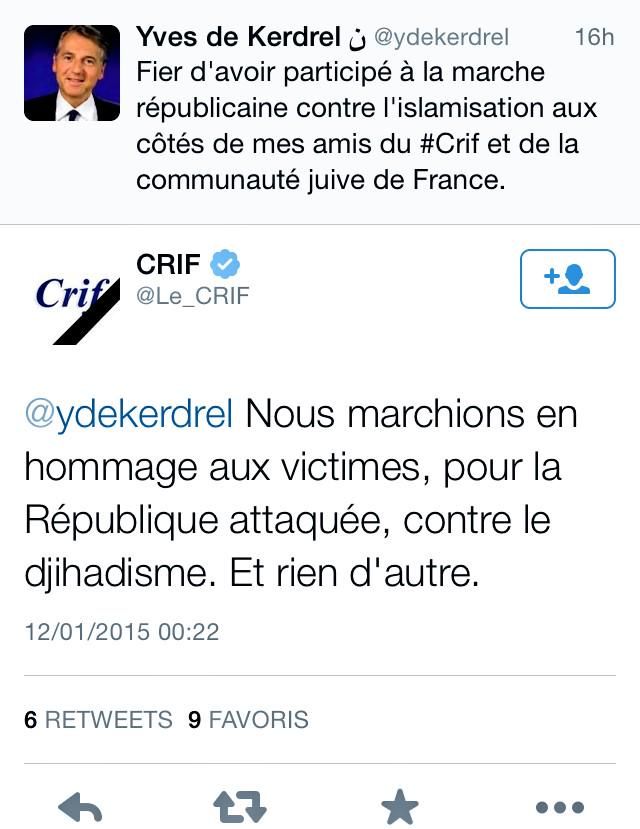 Yves de Kerdrel ن @ydekerdrel 16h
Fier d'avoir participé à la marche
républicaine contre l'islamisation aux
côtés de mes amis du #Crif et de la
communauté juive de France.
Crif
CRIF
@Le_CRIF
@ydekerdrel Nous marchions en
hommage aux victimes, pour la
République attaquée, contre le
djihadisme. Et rien d'autre.
12/01/2015 00:22
6 RETWEETS 9 FAVORIS